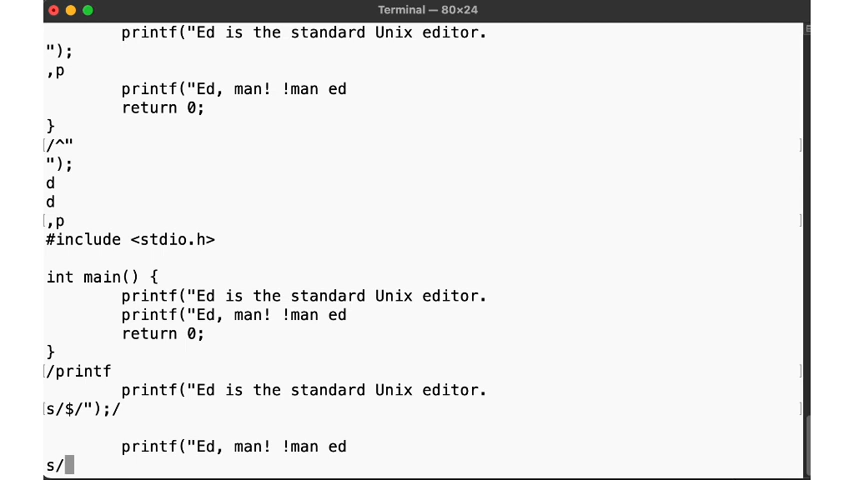 Terminal — 80×24
printf("Ed is the standard Unix editor.
");
,p
printf("Ed, man! !man ed
return 0;
}
/^"
");
d
d
,p
#include <stdio.h>
int main() {
printf("Ed is the standard Unix editor.
printf("Ed, man! !man ed
return 0;
}
/printf
printf("Ed is the standard Unix editor.
s/$/");/
printf("Ed, man! !man ed
s/